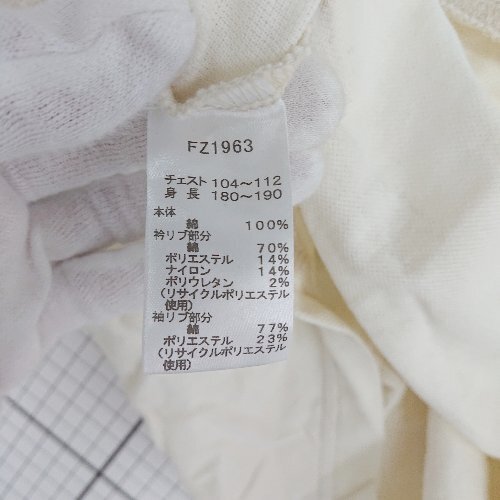 FZ1963
チェスト 104～112
身長 180～190
本体
綿 100%
衿リブ部分
綿 70%
ポリエステル 14%
ナイロン 14%
ポリウレタン 2%
(リサイクルポリエステル
使用)
袖リブ部分
綿 77%
ポリエステル 23%
(リサイクルポリエステル
使用)